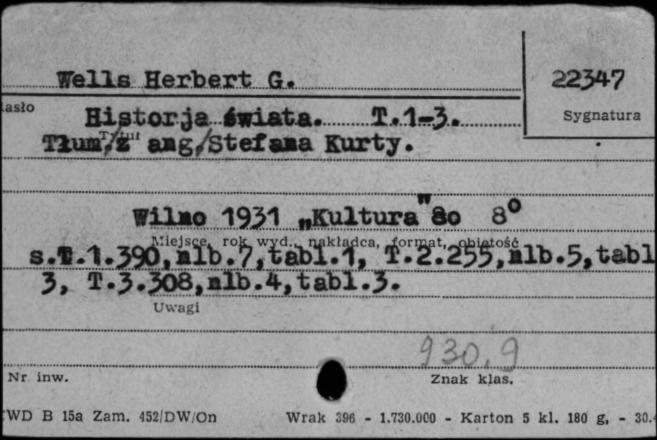 Wells Herbert G.
22347
asło
Sygnatura
Historja świata. T.1-3.
Tytuł
Tłum/z ang/Stefana Kurty.
Wilno 1931 „Kultura" 8o 8°
Miejsce, rok wyd., nakładca, format, objętość
s.T.1.390,nlb.7,tabl.1, T.2.255,nlb.5,tabl
3, T.3.308,nlb.4,tabl.3.
Uwagi
930.9
Nr inw.
Znak klas.
CWD B 15a Zam. 452/DW/On Wrak 396 - 1.730.000 - Karton 5 kl. 180 g. - 30.